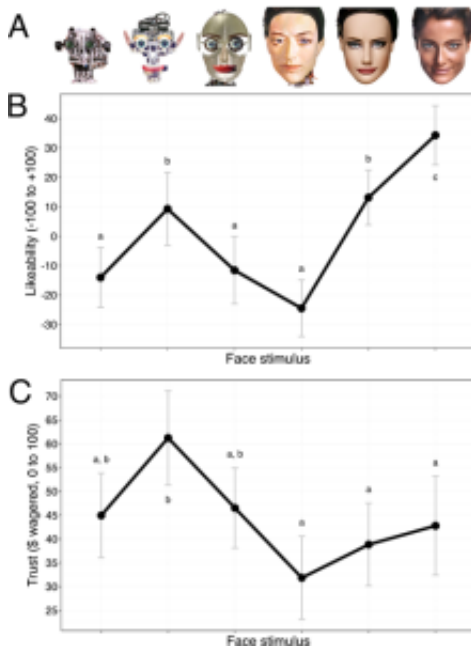 A
B
Likeability (-100 to +100)
40
30
20
10
0
-10
-20
-30
a
b
a
a
b
c
Face stimulus
C
Trust ($ wagered, 0 to 100)
70
65
60
55
50
45
40
35
30
25
a, b
b
a, b
a
a
a
Face stimulus